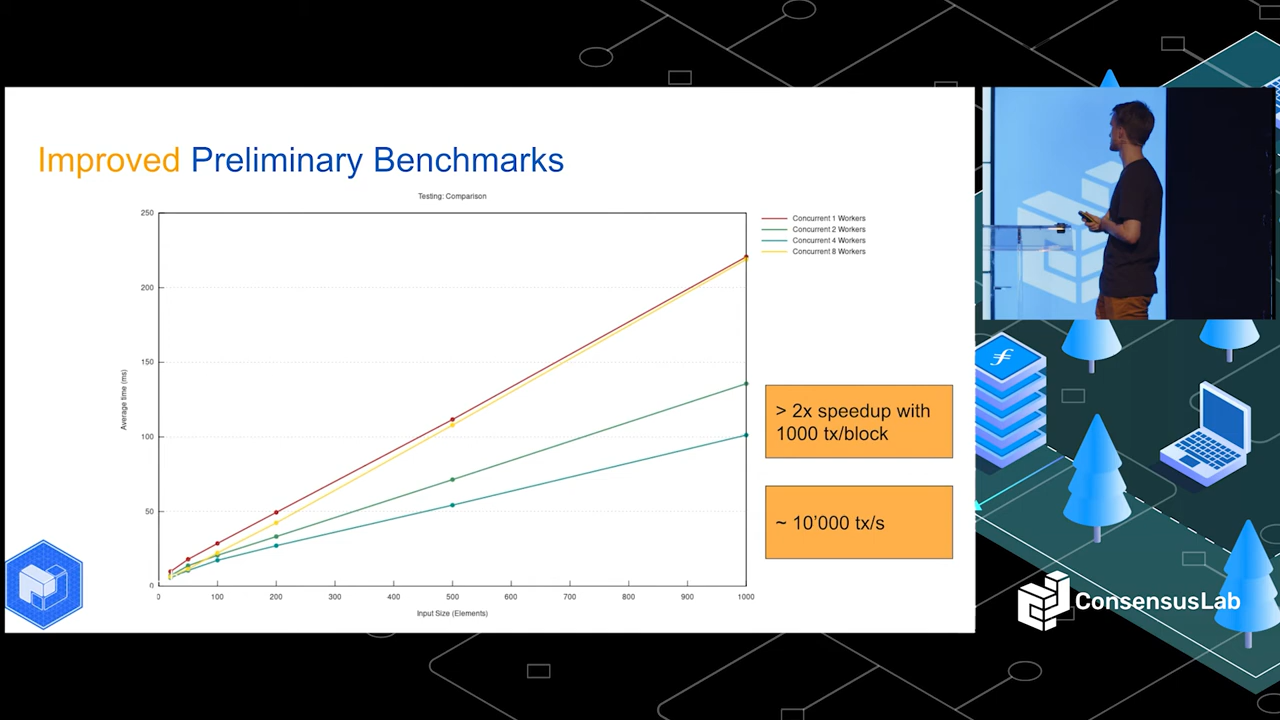 Improved Preliminary Benchmarks
Testing: Comparison
250
200
150
100
50
0
Average time (ms)
0 100 200 300 400 500 600 700 800 900 1000
Input Size (Elements)
Concurrent 1 Workers
Concurrent 2 Workers
Concurrent 4 Workers
Concurrent 8 Workers
> 2x speedup with
1000 tx/block
~ 10’000 tx/s
ConsensusLab